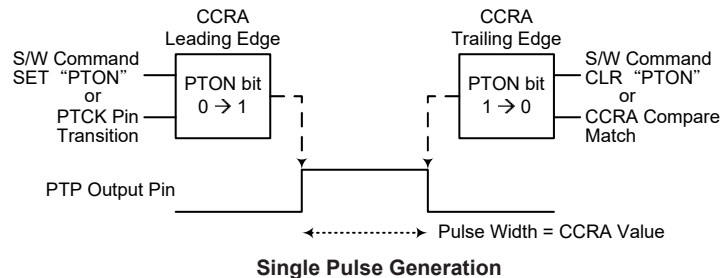 CCRA
Leading Edge
S/W Command
SET “PTON”
or
PTCK Pin
Transition
PTON bit
0 → 1
CCRA
Trailing Edge
PTON bit
1 → 0
S/W Command
CLR “PTON”
or
CCRA Compare
Match
PTP Output Pin
Pulse Width = CCRA Value
Single Pulse Generation